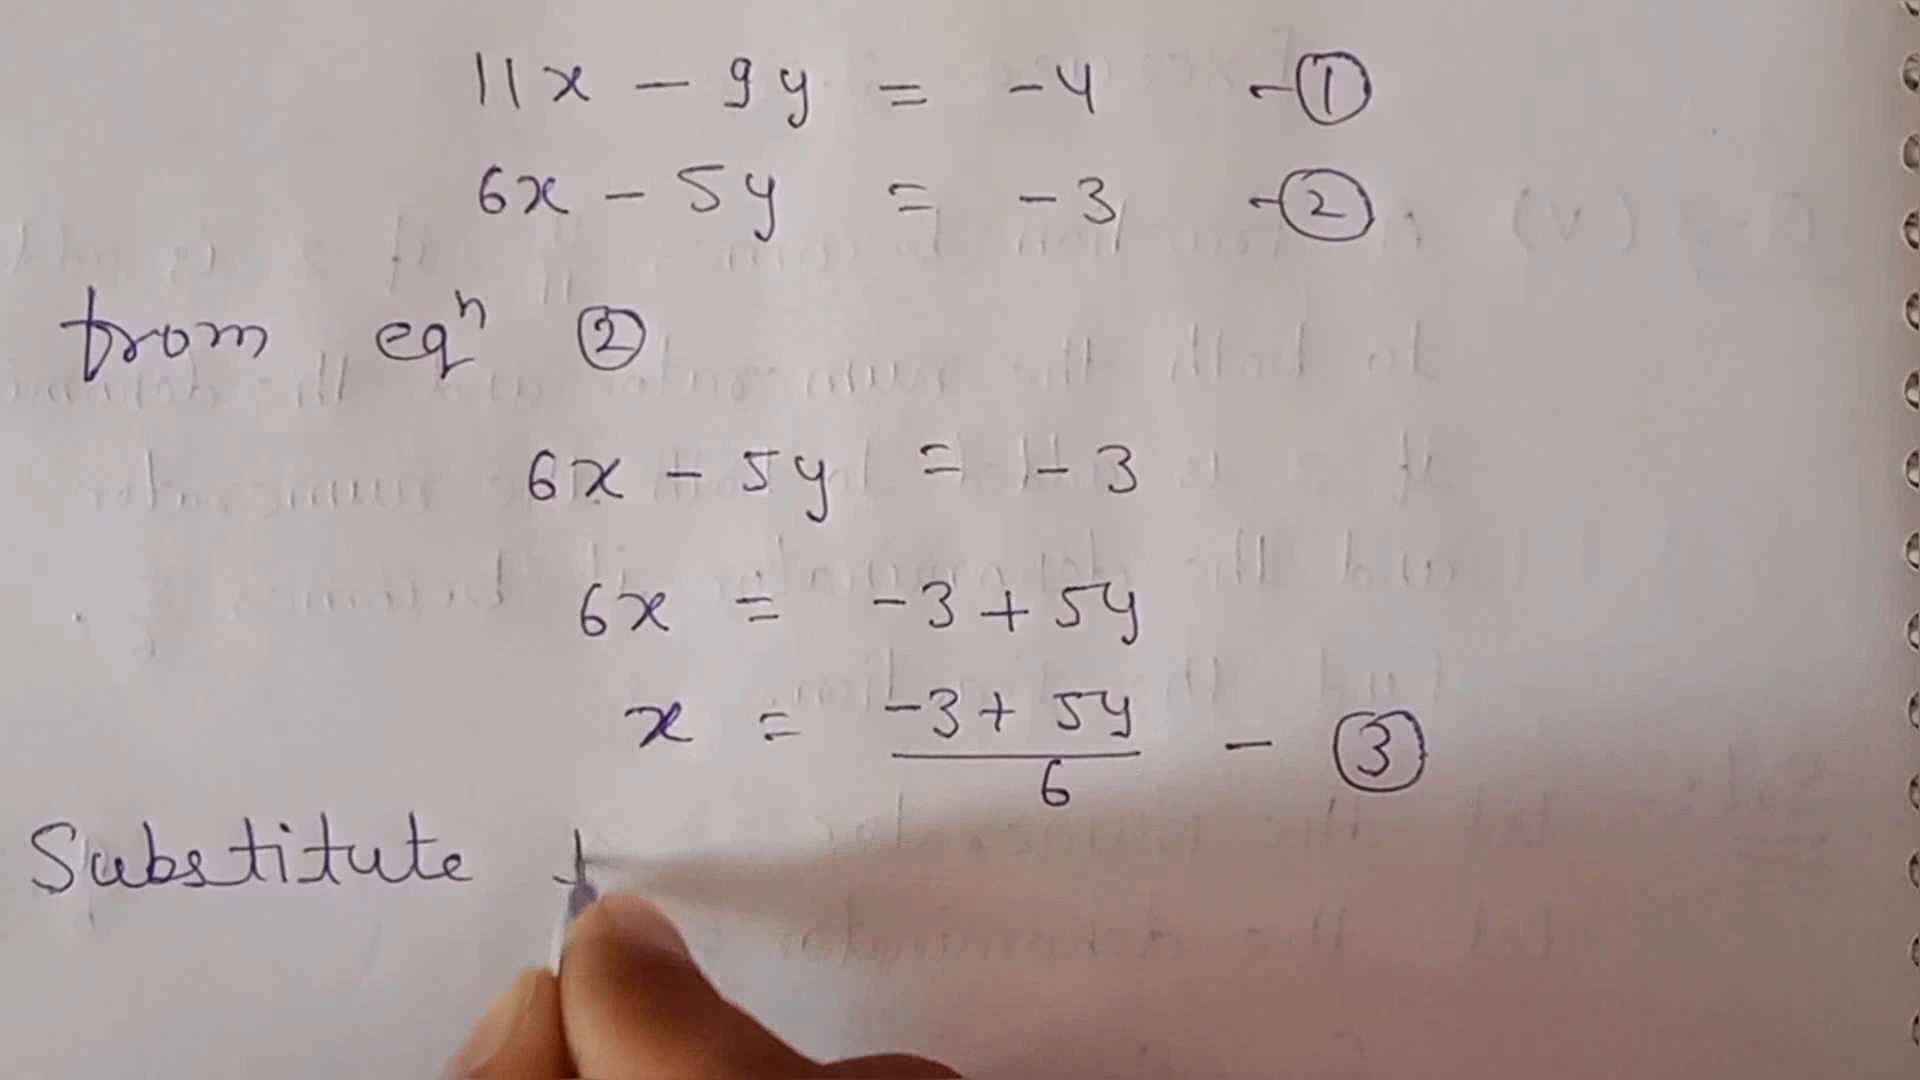 11x - 9y = -4 -①
6x - 5y = -3 -②
from eqⁿ ②
6x - 5y = -3
6x = -3 + 5y
x = (-3 + 5y)/6 - ③
Substitute